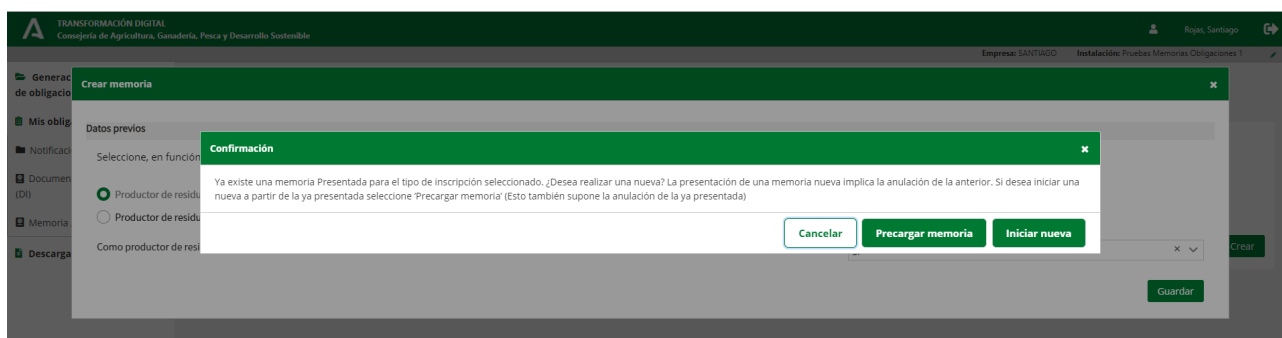 TRANSFORMACIÓN DIGITAL
Consejería de Agricultura, Ganadería, Pesca y Desarrollo Sostenible
Rojas, Santiago
Empresa: SANTIAGO Instalación: Pruebas Memorias Obligaciones 1
Generac
de obligacio
Crear memoria
Mis oblig
Datos previos
Notificaci
Seleccione, en función
Confirmación
Ya existe una memoria Presentada para el tipo de inscripción seleccionado. ¿Desea realizar una nueva? La presentación de una memoria nueva implica la anulación de la anterior. Si desea iniciar una
nueva a partir de la ya presentada seleccione 'Precargar memoria' (Esto también supone la anulación de la ya presentada)
Documen
(DI)
Productor de residu
Memoria
Productor de residu
Cancelar Precargar memoria Iniciar nueva
Descarga
Como productor de resi
Crear
Guardar